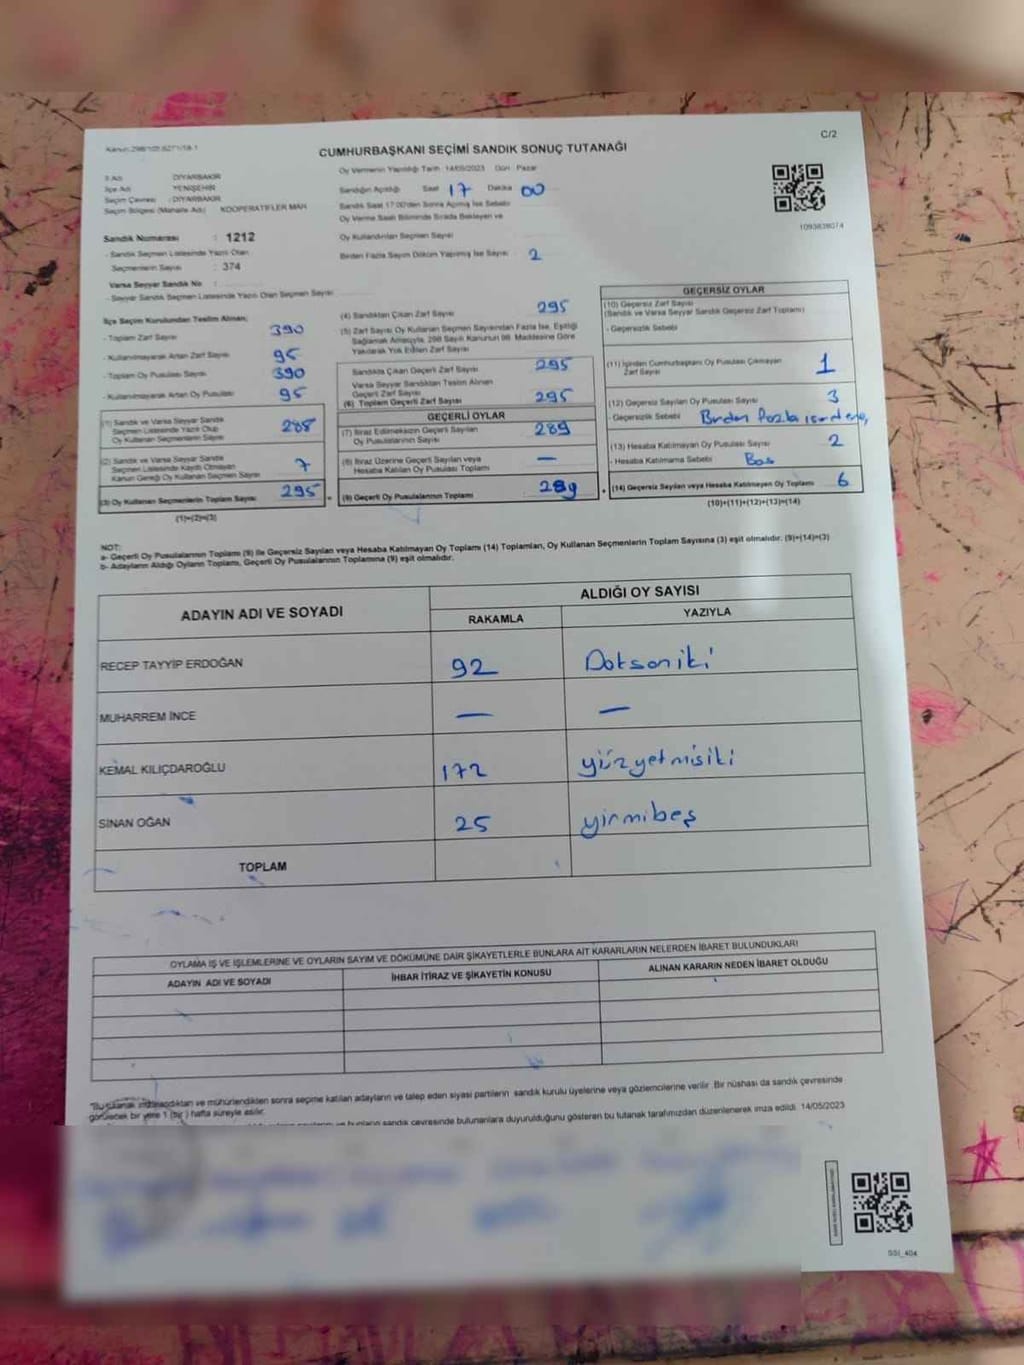 Kanun:298/105,6271/18-1
C/2
CUMHURBAŞKANI SEÇİMİ SANDIK SONUÇ TUTANAĞI
İl Adı : DİYARBAKIR
İlçe Adı : YENİŞEHİR
Seçim Çevresi : DİYARBAKIR
Seçim Bölgesi (Mahalle Adı) : KOOPERATİFLER MAH.
Sandık Numarası : 1212
- Sandık Seçmen Listesinde Yazılı Olan
Seçmenlerin Sayısı : 374
Varsa Seyyar Sandık No :
- Seyyar Sandık Seçmen Listesinde Yazılı Olan Seçmen Sayısı
Oy Vermenin Yapıldığı Tarih : 14/05/2023 Gün : Pazar
Sandığın Açıldığı Saat 17 Dakika 00
Sandık Saat 17:00'den Sonra Açılmış İse Sebebi
Oy Verme Saati Bitiminde Sırada Bekleyen ve
Oy Kullandırılan Seçmen Sayısı
Birden Fazla Sayım Döküm Yapılmış İse Sayısı 2
1093838074
İlçe Seçim Kurulundan Teslim Alınan;
- Toplam Zarf Sayısı 390
- Kullanılmayarak Artan Zarf Sayısı 95
- Toplam Oy Pusulası Sayısı 390
- Kullanılmayarak Artan Oy Pusulası 95
(1) Sandık ve Varsa Seyyar Sandık
Seçmen Listesinde Yazılı Olup
Oy Kullanan Seçmenlerin Sayısı 288
(2) Sandık ve Varsa Seyyar Sandık
Seçmen Listesinde Kayıtlı Olmayan
Kanun Gereği Oy Kullanan Seçmen Sayısı 7
(3) Oy Kullanan Seçmenlerin Toplam Sayısı 295
(1)+(2)=(3)
(4) Sandıktan Çıkan Zarf Sayısı 295
(5) Zarf Sayısı Oy Kullanan Seçmen Sayısından Fazla İse, Eşitliği
Sağlamak Amacıyla, 298 Sayılı Kanunun 98. Maddesine Göre
Yakılarak Yok Edilen Zarf Sayısı
Sandıkta Çıkan Geçerli Zarf Sayısı 295
Varsa Seyyar Sandıktan Teslim Alınan
Geçerli Zarf Sayısı
(6) Toplam Geçerli Zarf Sayısı 295
GEÇERLİ OYLAR
(7) İtiraz Edilmeksizin Geçerli Sayılan
Oy Pusulalarının Sayısı 289
(8) İtiraz Üzerine Geçerli Sayılan veya
Hesaba Katılan Oy Pusulası Toplamı —
(9) Geçerli Oy Pusulalarının Toplamı 289
GEÇERSİZ OYLAR
(10) Geçersiz Zarf Sayısı
(Sandık ve Varsa Seyyar Sandık Geçersiz Zarf Toplamı)
- Geçersizlik Sebebi
(11) İçinden Cumhurbaşkanı Oy Pusulası Çıkmayan
Zarf Sayısı 1
(12) Geçersiz Sayılan Oy Pusulası Sayısı 3
- Geçersizlik Sebebi Birden fazla
(13) Hesaba Katılmayan Oy Pusulası Sayısı 2
- Hesaba Katılmama Sebebi Boş
(14) Geçersiz Sayılan veya Hesaba Katılmayan Oy Toplamı 6
(10)+(11)+(12)+(13)=(14)
NOT:
a- Geçerli Oy Pusulalarının Toplamı (9) ile Geçersiz Sayılan veya Hesaba Katılmayan Oy Toplamı (14) Toplamları, Oy Kullanan Seçmenlerin Toplam Sayısına (3) eşit olmalıdır. (9)+(14)=(3)
b- Adayların Aldığı Oyların Toplamı, Geçerli Oy Pusulalarının Toplamına (9) eşit olmalıdır.
ADAYIN ADI VE SOYADI
ALDIĞI OY SAYISI
RAKAMLA YAZIYLA
RECEP TAYYİP ERDOĞAN 92 Doksoniki
MUHARREM İNCE — —
KEMAL KILIÇDAROĞLU 172 yüzyetmişiki
SİNAN OĞAN 25 yirmibeş
TOPLAM
OYLAMA İŞ VE İŞLEMLERİNE VE OYLARIN SAYIM VE DÖKÜMÜNE DAİR ŞİKAYETLERLE BUNLARA AİT KARARLARIN NELERDEN İBARET BULUNDUKLARI
ADAYIN ADI VE SOYADI İHBAR İTİRAZ VE ŞİKAYETİN KONUSU ALINAN KARARIN NEDEN İBARET OLDUĞU
"Bu tutanak imzalandıktan ve mühürlendikten sonra seçime katılan adayların ve talep eden siyasi partilerin sandık kurulu üyelerine veya gözlemcilerine verilir. Bir nüshası da sandık çevresinde
görülecek bir yere 1 (bir) hafta süreyle asılır.
ve bunların sandık çevresinde bulunanlara duyurulduğunu gösteren bu tutanak tarafımızdan düzenlenerek imza edildi. 14/05/2023
SSI_404